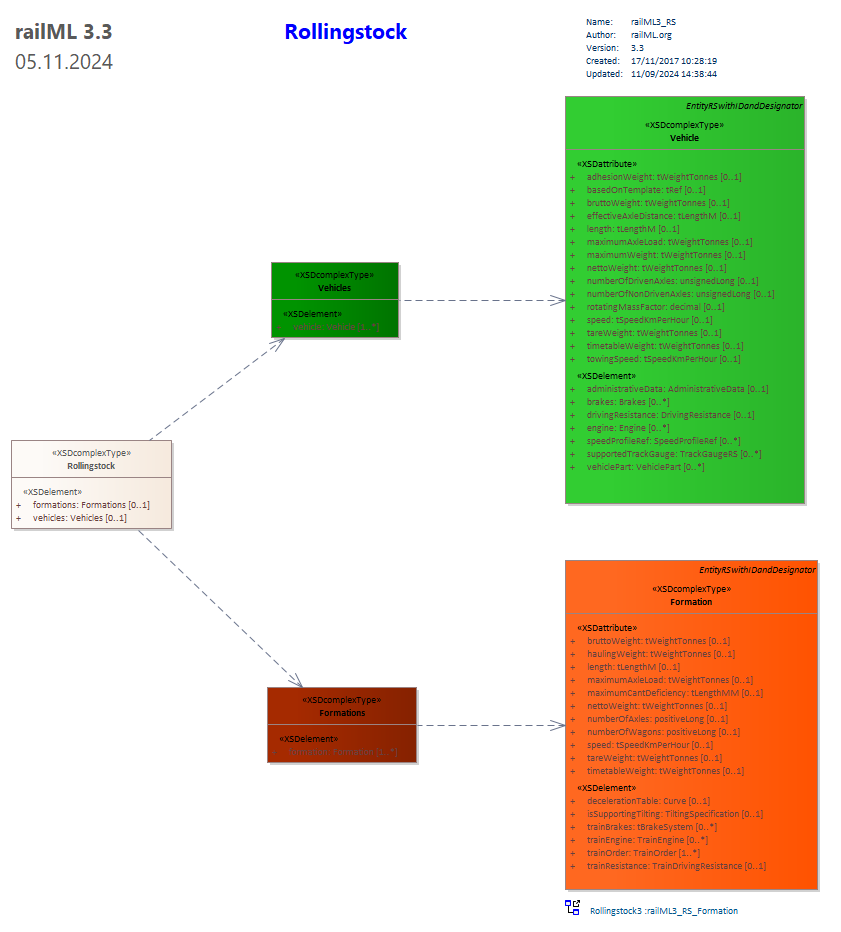 railML 3.3
05.11.2024
Rollingstock
Name: railML3_RS
Author: railML.org
Version: 3.3
Created: 17/11/2017 10:28:19
Updated: 11/09/2024 14:38:44
EntityRSwithIDandDesignator
«XSDcomplexType»
Vehicle
«XSDattribute»
+ adhesionWeight: tWeightTonnes [0..1]
+ basedOnTemplate: tRef [0..1]
+ bruttoWeight: tWeightTonnes [0..1]
+ effectiveAxleDistance: tLengthM [0..1]
+ length: tLengthM [0..1]
+ maximumAxleLoad: tWeightTonnes [0..1]
+ maximumWeight: tWeightTonnes [0..1]
+ nettoWeight: tWeightTonnes [0..1]
+ numberOfDrivenAxles: unsignedLong [0..1]
+ numberOfNonDrivenAxles: unsignedLong [0..1]
+ rotatingMassFactor: decimal [0..1]
+ speed: tSpeedKmPerHour [0..1]
+ tareWeight: tWeightTonnes [0..1]
+ timetableWeight: tWeightTonnes [0..1]
+ towingSpeed: tSpeedKmPerHour [0..1]
«XSDelement»
+ administrativeData: AdministrativeData [0..1]
+ brakes: Brakes [0..*]
+ drivingResistance: DrivingResistance [0..1]
+ engine: Engine [0..*]
+ speedProfileRef: SpeedProfileRef [0..*]
+ supportedTrackGauge: TrackGaugeRS [0..*]
+ vehiclePart: VehiclePart [0..*]
«XSDcomplexType»
Vehicles
«XSDelement»
+ vehicle: Vehicle [1..*]
«XSDcomplexType»
Rollingstock
«XSDelement»
+ formations: Formations [0..1]
+ vehicles: Vehicles [0..1]
«XSDcomplexType»
Formations
«XSDelement»
+ formation: Formation [1..*]
EntityRSwithIDandDesignator
«XSDcomplexType»
Formation
«XSDattribute»
+ bruttoWeight: tWeightTonnes [0..1]
+ haulingWeight: tWeightTonnes [0..1]
+ length: tLengthM [0..1]
+ maximumAxleLoad: tWeightTonnes [0..1]
+ maximumCantDeficiency: tLengthMM [0..1]
+ nettoWeight: tWeightTonnes [0..1]
+ numberOfAxles: positiveLong [0..1]
+ numberOfWagons: positiveLong [0..1]
+ speed: tSpeedKmPerHour [0..1]
+ tareWeight: tWeightTonnes [0..1]
+ timetableWeight: tWeightTonnes [0..1]
«XSDelement»
+ decelerationTable: Curve [0..1]
+ isSupportingTilting: TiltingSpecification [0..1]
+ trainBrakes: tBrakeSystem [0..*]
+ trainEngine: TrainEngine [0..*]
+ trainOrder: TrainOrder [1..*]
+ trainResistance: TrainDrivingResistance [0..1]
Rollingstock3 :railML3_RS_Formation